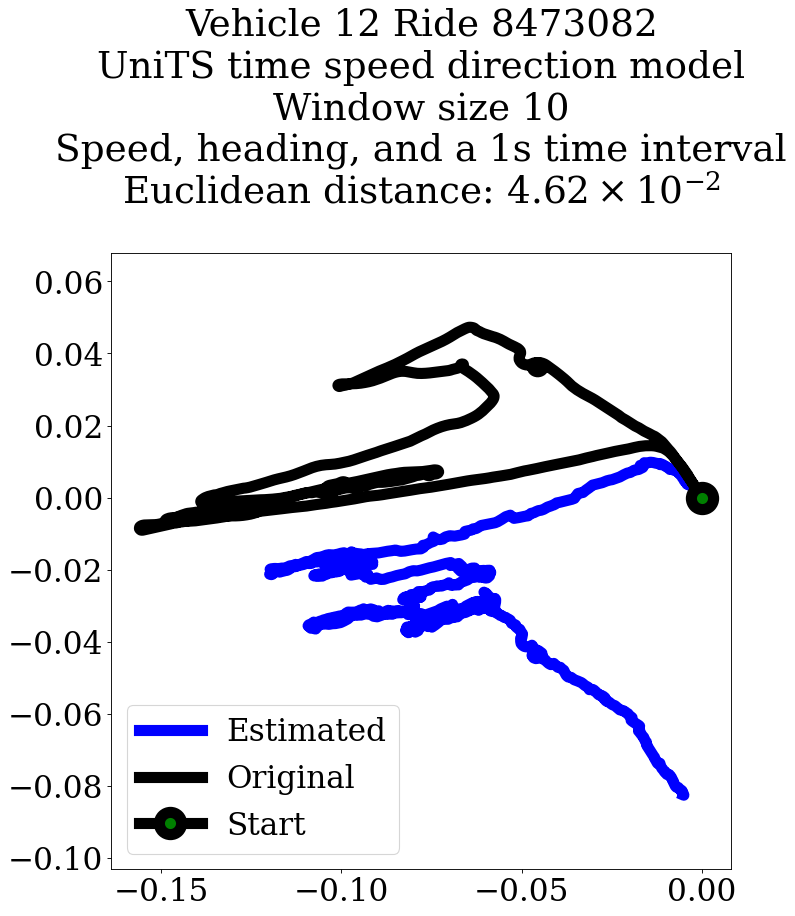 Vehicle 12 Ride 8473082
UniTS time speed direction model
Window size 10
Speed, heading, and a 1s time interval
Euclidean distance: 4.62 × 10⁻²
0.06
0.04
0.02
0.00
−0.02
−0.04
−0.06
−0.08
−0.10
Estimated
Original
Start
−0.15 −0.10 −0.05 0.00